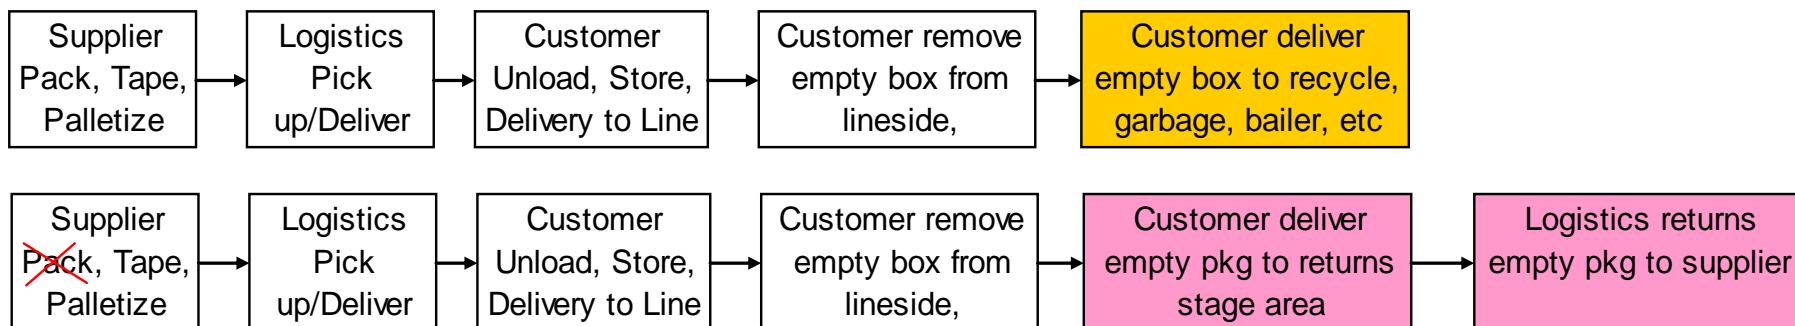 Supplier
Pack, Tape,
Palletize
Logistics
Pick
up/Deliver
Customer
Unload, Store,
Delivery to Line
Customer remove
empty box from
lineside,
Customer deliver
empty box to recycle,
garbage, bailer, etc
Supplier
Pack, Tape,
Palletize
Logistics
Pick
up/Deliver
Customer
Unload, Store,
Delivery to Line
Customer remove
empty box from
lineside,
Customer deliver
empty pkg to returns
stage area
Logistics returns
empty pkg to supplier